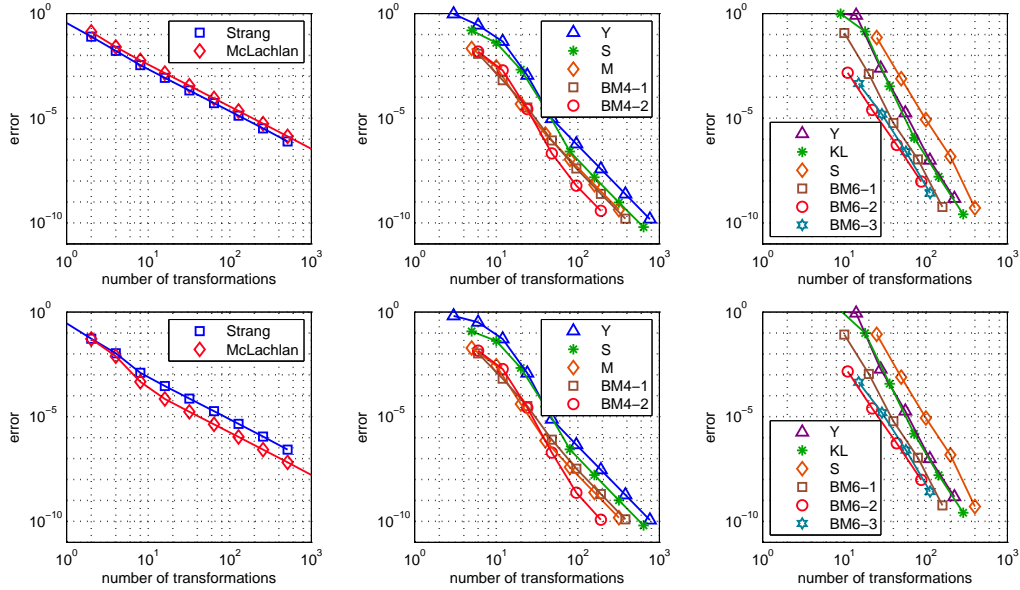 10^0
10^-5
10^-10
error
10^0
10^1
10^2
10^3
number of transformations
Strang
McLachlan
10^0
10^-5
10^-10
error
10^0
10^1
10^2
10^3
number of transformations
Y
S
M
BM4-1
BM4-2
10^0
10^-5
10^-10
error
10^0
10^1
10^2
10^3
number of transformations
Y
KL
S
BM6-1
BM6-2
BM6-3
10^0
10^-5
10^-10
error
10^0
10^1
10^2
10^3
number of transformations
Strang
McLachlan
10^0
10^-5
10^-10
error
10^0
10^1
10^2
10^3
number of transformations
Y
S
M
BM4-1
BM4-2
10^0
10^-5
10^-10
error
10^0
10^1
10^2
10^3
number of transformations
Y
KL
S
BM6-1
BM6-2
BM6-3